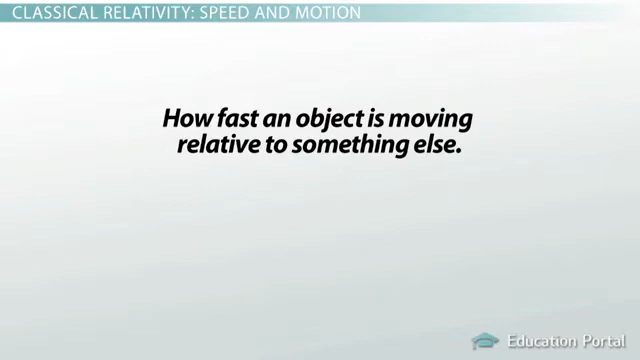 CLASSICAL RELATIVITY: SPEED AND MOTION
How fast an object is moving
relative to something else.
Education Portal